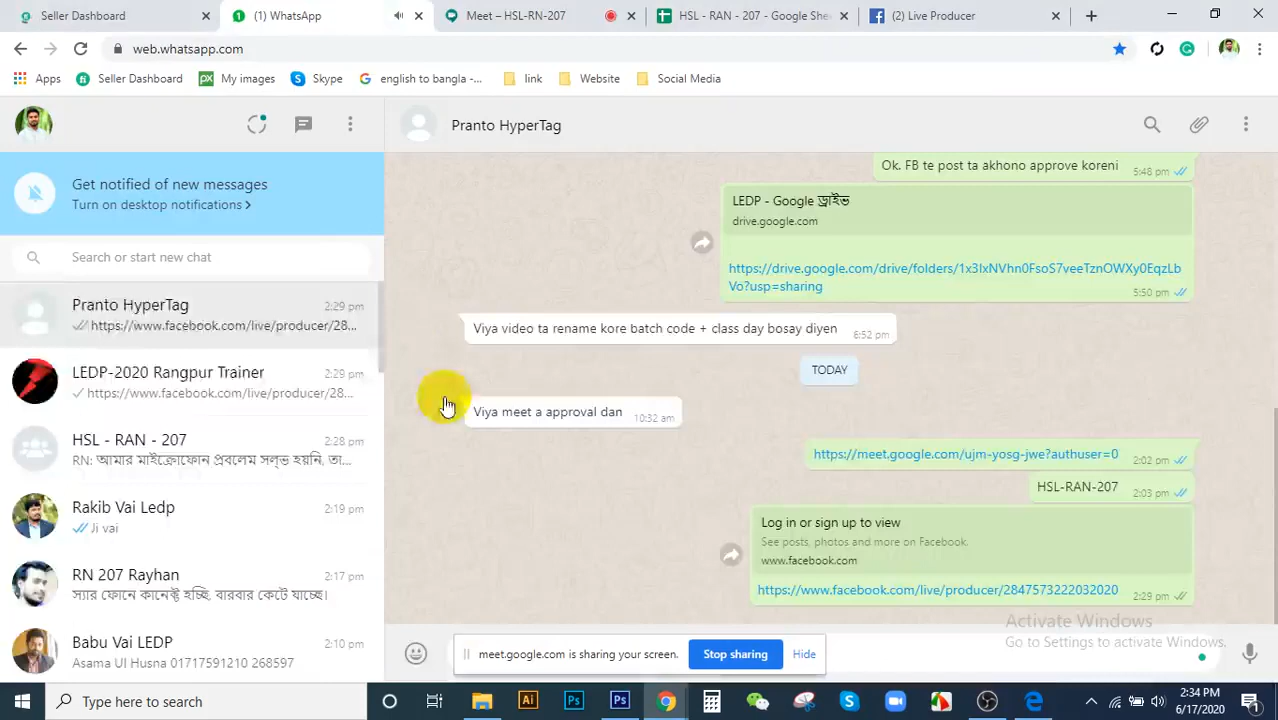 Seller Dashboard
(1) WhatsApp
Meet – HSL-RN-207
HSL - RAN - 207 - Google She
(2) Live Producer
web.whatsapp.com
Apps
Seller Dashboard
My images
Skype
english to bangla -...
link
Website
Social Media
Get notified of new messages
Turn on desktop notifications >
Search or start new chat
Pranto HyperTag
2:29 pm
https://www.facebook.com/live/producer/28...
LEDP-2020 Rangpur Trainer
2:29 pm
https://www.facebook.com/live/producer/28...
HSL - RAN - 207
2:28 pm
RN: আমার মাইক্রোফোন প্রবলেম সল্ভ হয়নি, তা...
Rakib Vai Ledp
2:19 pm
Ji vai
RN 207 Rayhan
2:17 pm
স্যার ফোনে কানেক্ট হচ্ছি, বারবার কেটে যাচ্ছে।
Babu Vai LEDP
2:10 pm
Asama Ul Husna 01717591210 268597
Pranto HyperTag
Ok. FB te post ta akhono approve koreni
5:48 pm
LEDP - Google ড্রাইভ
drive.google.com
https://drive.google.com/drive/folders/1x3IxNVhn0FsoS7veeTznOWXy0EqzLb
Vo?usp=sharing
5:50 pm
Viya video ta rename kore batch code + class day bosay diyen
6:52 pm
TODAY
Viya meet a approval dan
10:32 am
https://meet.google.com/ujm-yosg-jwe?authuser=0
2:02 pm
HSL-RAN-207
2:03 pm
Log in or sign up to view
See posts, photos and more on Facebook.
www.facebook.com
https://www.facebook.com/live/producer/2847573222032020
2:29 pm
Activate Windows
Go to Settings to activate Windows.
meet.google.com is sharing your screen.
Stop sharing
Hide
Type here to search
Ai
Ps
Ps
2:34 PM
6/17/2020